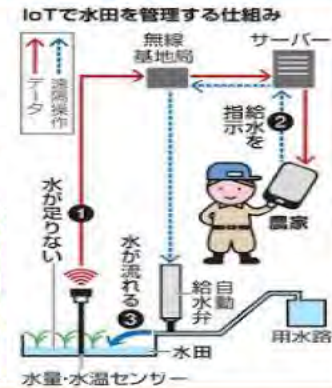 IoTで水田を管理する仕組み
データ
遠隔操作
無線
基地局
サーバー
給水を
指示
❷
農家
❶
水が足りない
水が流れる
❸
自動
給水弁
用水路
水田
水量・水温センサー